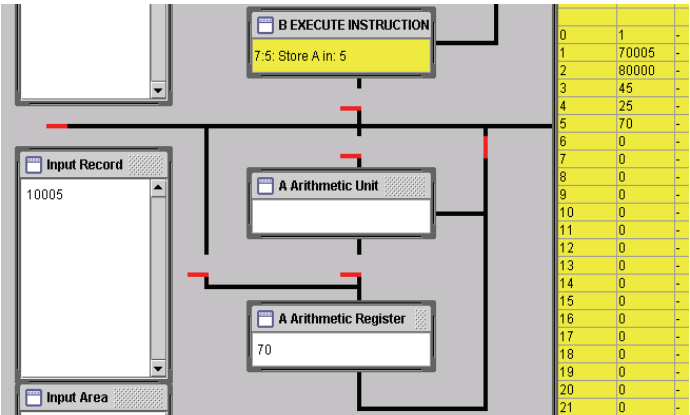 B EXECUTE INSTRUCTION
7:5: Store A in: 5
Input Record
10005
A Arithmetic Unit
A Arithmetic Register
70
Input Area
0 1 -
1 70005 -
2 80000 -
3 45 -
4 25 -
5 70 -
6 0 -
7 0 -
8 0 -
9 0 -
10 0 -
11 0 -
12 0 -
13 0 -
14 0 -
15 0 -
16 0 -
17 0 -
18 0 -
19 0 -
20 0 -
21 0 -